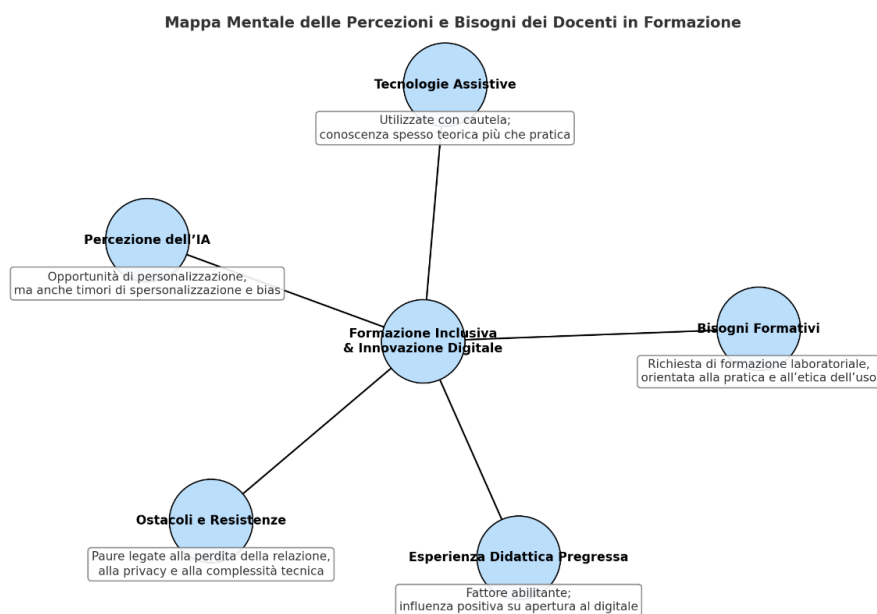 Mappa Mentale delle Percezioni e Bisogni dei Docenti in Formazione
Tecnologie Assistive
Utilizzate con cautela;
conoscenza spesso teorica più che pratica
Percezione dell’IA
Opportunità di personalizzazione,
ma anche timori di spersonalizzazione e bias
Formazione Inclusiva
& Innovazione Digitale
Bisogni Formativi
Richiesta di formazione laboratoriale,
orientata alla pratica e all’etica dell’uso
Ostacoli e Resistenze
Paure legate alla perdita della relazione,
alla privacy e alla complessità tecnica
Esperienza Didattica Pregressa
Fattore abilitante;
influenza positiva su apertura al digitale